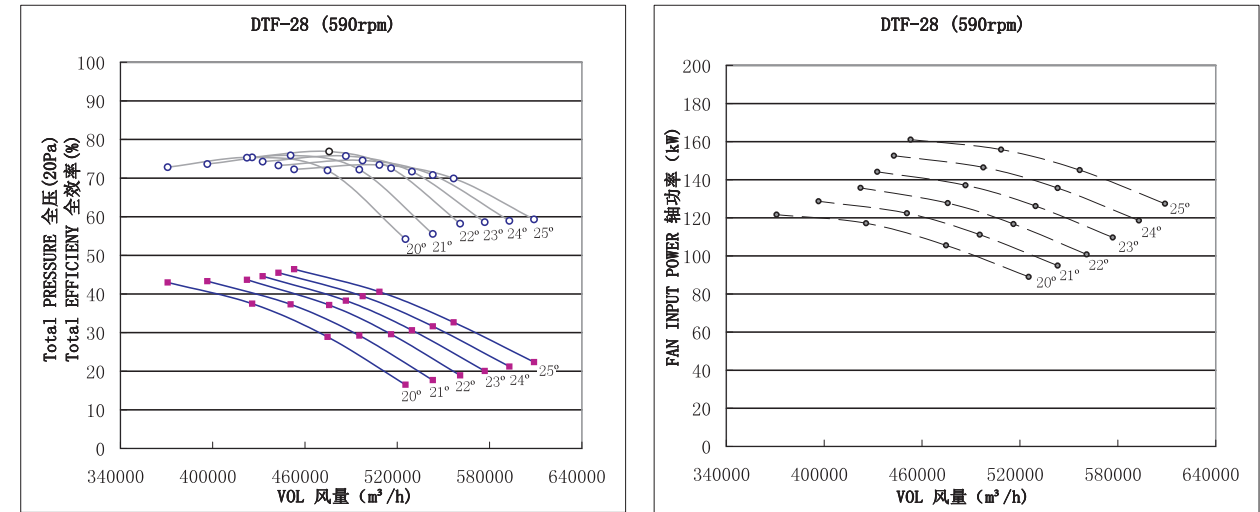 DTF-28 (590rpm)
Total PRESSURE 全压(20Pa)
Total EFFICIENY 全效率(%)
100
90
80
70
60
50
40
30
20
10
0
20° 21° 22° 23° 24° 25°
20° 21° 22° 23° 24° 25°
340000 400000 460000 520000 580000 640000
VOL 风量 (m³/h)
DTF-28 (590rpm)
FAN INPUT POWER 轴功率 (kW)
200
180
160
140
120
100
80
60
40
20
0
25°
24°
23°
22°
21°
20°
340000 400000 460000 520000 580000 640000
VOL 风量 (m³/h)